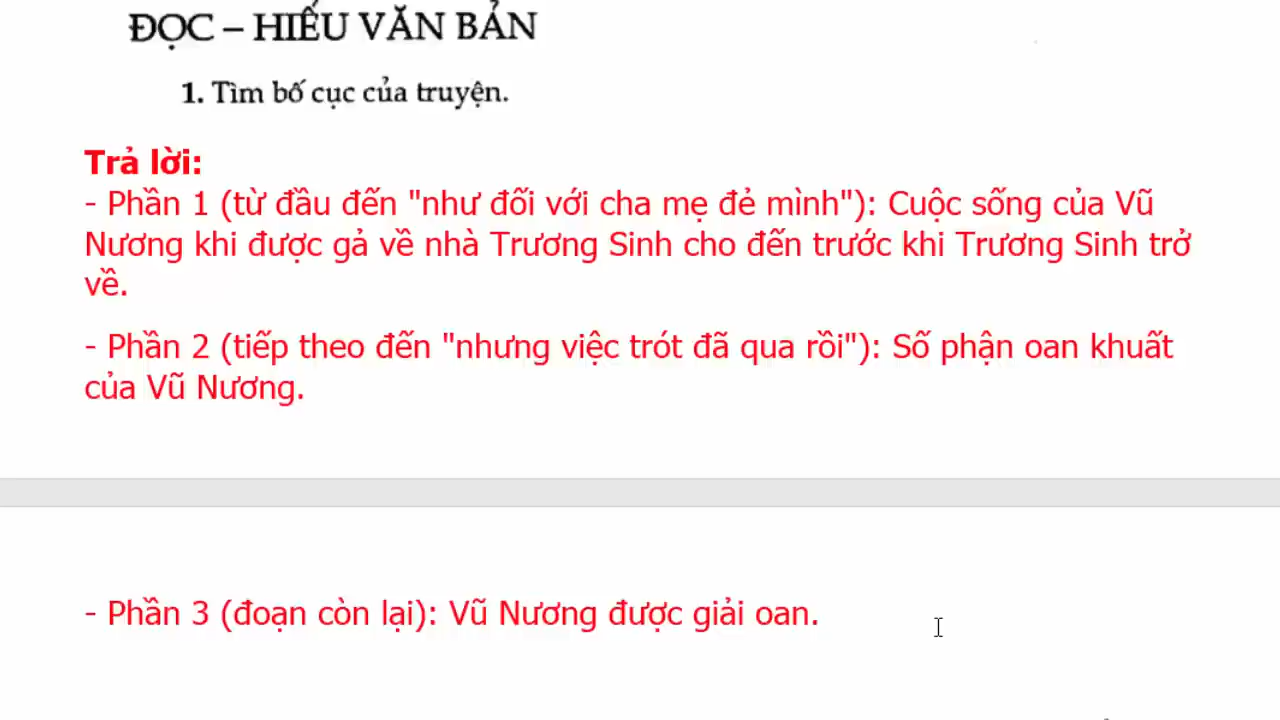 ĐỌC – HIỂU VĂN BẢN
1. Tìm bố cục của truyện.
Trả lời:
- Phần 1 (từ đầu đến "như đối với cha mẹ đẻ mình"): Cuộc sống của Vũ
Nương khi được gả về nhà Trương Sinh cho đến trước khi Trương Sinh trở
về.
- Phần 2 (tiếp theo đến "nhưng việc trót đã qua rồi"): Số phận oan khuất
của Vũ Nương.
- Phần 3 (đoạn còn lại): Vũ Nương được giải oan.